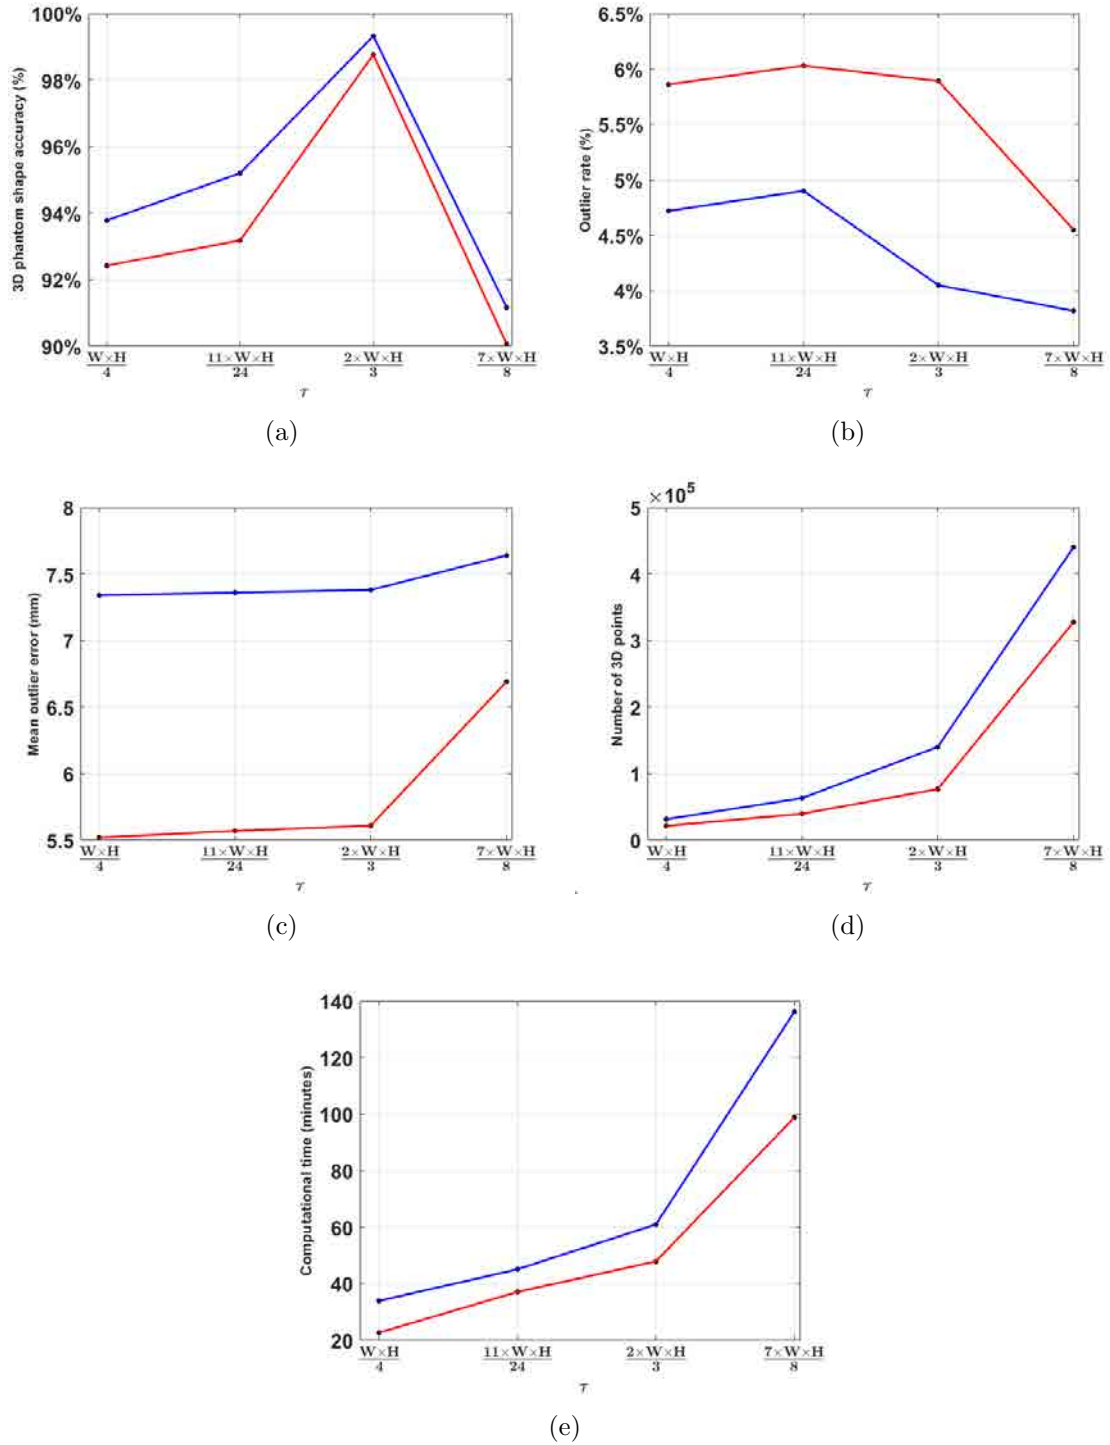 100%
98%
96%
94%
92%
90%
3D phantom shape accuracy (%)
W×H
4
11×W×H
24
2×W×H
3
7×W×H
8
τ
(a)
6.5%
6%
5.5%
5%
4.5%
4%
3.5%
Outlier rate (%)
W×H
4
11×W×H
24
2×W×H
3
7×W×H
8
τ
(b)
8
7.5
7
6.5
6
5.5
Mean outlier error (mm)
W×H
4
11×W×H
24
2×W×H
3
7×W×H
8
τ
(c)
×10⁵
5
4
3
2
1
0
Number of 3D points
W×H
4
11×W×H
24
2×W×H
3
7×W×H
8
τ
(d)
140
120
100
80
60
40
20
Computational time (minutes)
W×H
4
11×W×H
24
2×W×H
3
7×W×H
8
τ
(e)